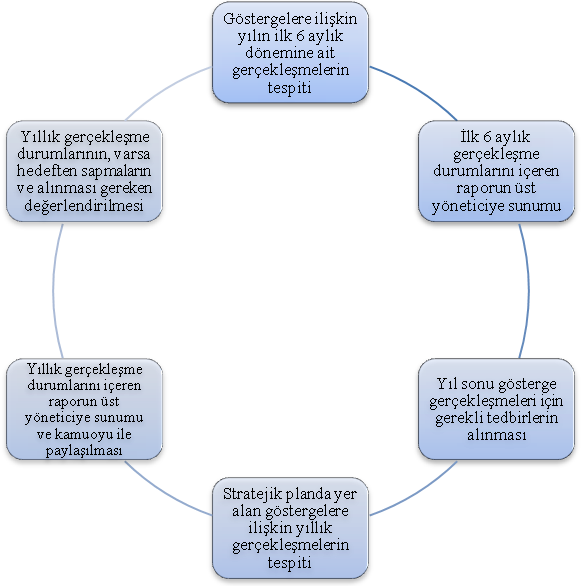 Göstergelere ilişkin
yılın ilk 6 aylık
dönemine ait
gerçekleşmelerin
tespiti
İlk 6 aylık
gerçekleşme
durumlarını içeren
raporun üst
yöneticiye sunumu
Yıl sonu gösterge
gerçekleşmeleri için
gerekli tedbirlerin
alınması
Stratejik planda yer
alan göstergelere
ilişkin yıllık
gerçekleşmelerin
tespiti
Yıllık gerçekleşme
durumlarını içeren
raporun üst
yöneticiye sunumu
ve kamuoyu ile
paylaşılması
Yıllık gerçekleşme
durumlarının, varsa
hedeften sapmaların
ve alınması gereken
değerlendirilmesi